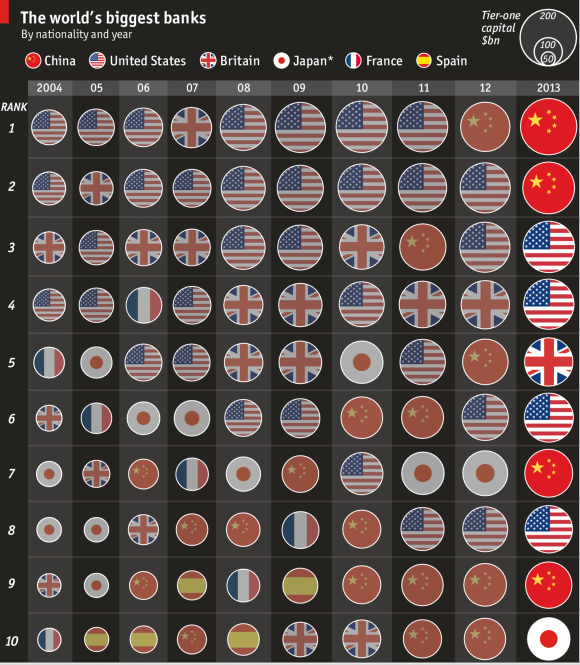 The world's biggest banks
By nationality and year
Tier-one
capital
$bn
200
100
50
China United States Britain Japan* France Spain
2004 05 06 07 08 09 10 11 12 2013
RANK
1
2
3
4
5
6
7
8
9
10